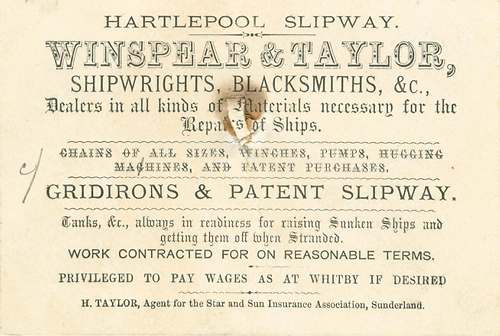 HARTLEPOOL SLIPWAY.
WINSPEAR & TAYLOR,
SHIPWRIGHTS, BLACKSMITHS, &c.,
Dealers in all kinds of Materials necessary for the
Repairs of Ships.
CHAINS OF ALL SIZES, WINCHES, PUMPS, HUGGING
MACHINES, AND PATENT PURCHASES.
GRIDIRONS & PATENT SLIPWAY.
Tanks, &c., always in readiness for raising Sunken Ships and
getting them off when Stranded.
WORK CONTRACTED FOR ON REASONABLE TERMS.
PRIVILEGED TO PAY WAGES AS AT WHITBY IF DESIRED
H. TAYLOR, Agent for the Star and Sun Insurance Association, Sunderland.